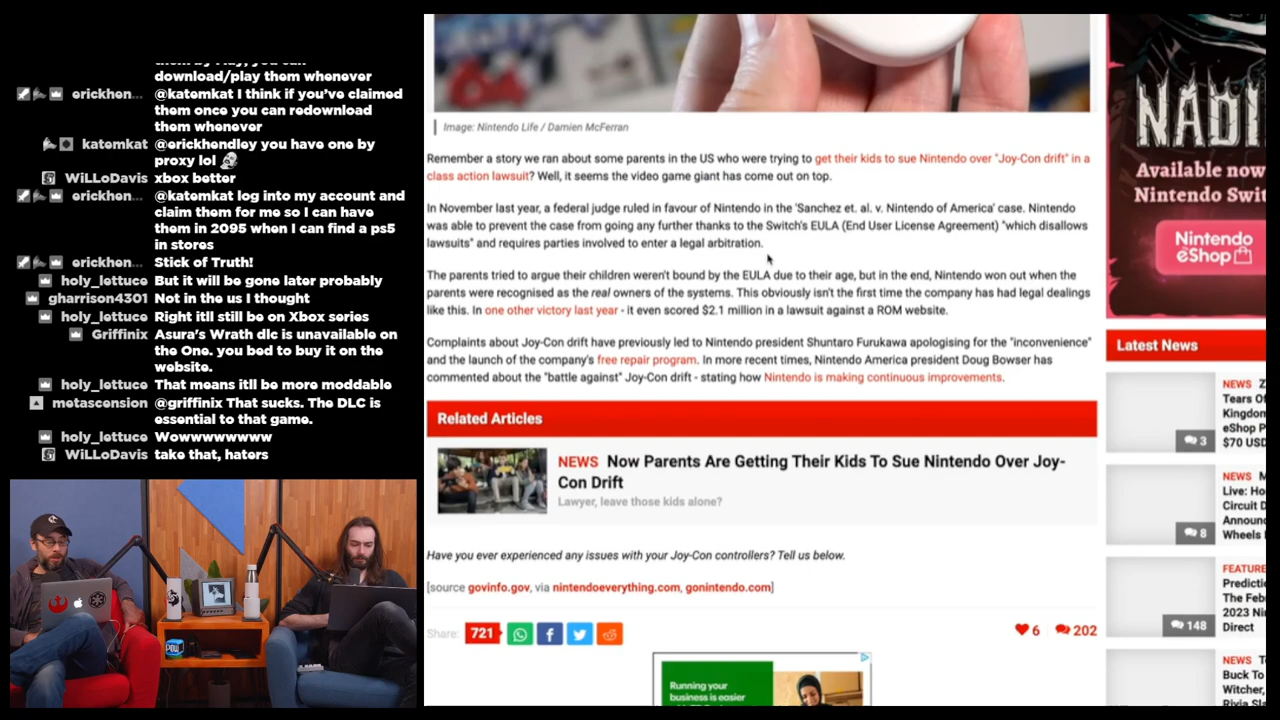 download/play them whenever
erickhen... @katemkat I think if you've claimed
them once you can redownload
them whenever
katemkat @erickhendley you have one by
proxy lol
WiLLoDavis xbox better
erickhen... @katemkat log into my account and
claim them for me so I can have
them in 2095 when I can find a ps5
in stores
erickhen... Stick of Truth!
holy_lettuce But it will be gone later probably
gharrison4301 Not in the us I thought
holy_lettuce Right itll still be on Xbox series
Griffinix Asura's Wrath dlc is unavailable on
the One. you bed to buy it on the
website.
holy_lettuce That means itll be more moddable
metascension @griffinix That sucks. The DLC is
essential to that game.
holy_lettuce Wowwwwwwww
WiLLoDavis take that, haters
POW
Image: Nintendo Life / Damien McFerran
Remember a story we ran about some parents in the US who were trying to get their kids to sue Nintendo over "Joy-Con drift" in a
class action lawsuit? Well, it seems the video game giant has come out on top.
In November last year, a federal judge ruled in favour of Nintendo in the 'Sanchez et. al. v. Nintendo of America' case. Nintendo
was able to prevent the case from going any further thanks to the Switch's EULA (End User License Agreement) "which disallows
lawsuits" and requires parties involved to enter a legal arbitration.
The parents tried to argue their children weren't bound by the EULA due to their age, but in the end, Nintendo won out when the
parents were recognised as the real owners of the systems. This obviously isn't the first time the company has had legal dealings
like this. In one other victory last year - it even scored $2.1 million in a lawsuit against a ROM website.
Complaints about Joy-Con drift have previously led to Nintendo president Shuntaro Furukawa apologising for the "inconvenience"
and the launch of the company's free repair program. In more recent times, Nintendo America president Doug Bowser has
commented about the "battle against" Joy-Con drift - stating how Nintendo is making continuous improvements.
Related Articles
NEWS Now Parents Are Getting Their Kids To Sue Nintendo Over Joy-
Con Drift
Lawyer, leave those kids alone?
Have you ever experienced any issues with your Joy-Con controllers? Tell us below.
[source govinfo.gov, via nintendoeverything.com, gonintendo.com]
Share: 721
6 202
Running your
business is easier
NADI
Available now
Nintendo Swit
Nintendo
eShop
Latest News
NEWS Z
Tears Of
Kingdom
eShop P
$70 USD
3
NEWS M
Live: Ho
Circuit D
Announc
Wheels
8
FEATURE
Predictio
The Feb
2023 Nin
Direct
148
NEWS T
Buck To
Witcher,
Rivia Sla